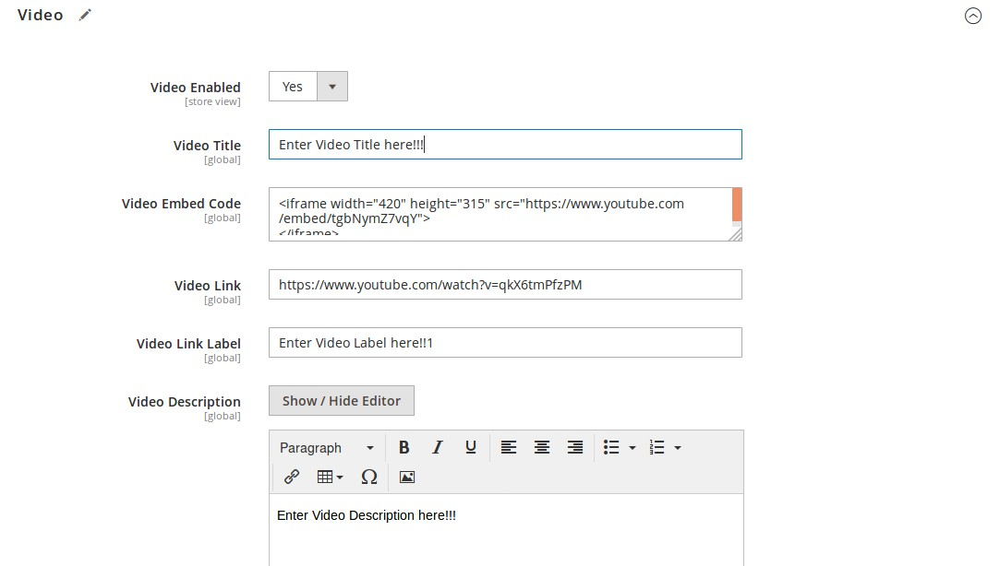 Video
Video Enabled
[store view]
Yes
Video Title
[global]
Enter Video Title here!!!
Video Embed Code
[global]
<iframe width="420" height="315" src="https://www.youtube.com
/embed/tgbNymZ7vqY">
</iframe>
Video Link
[global]
https://www.youtube.com/watch?v=qkX6tmPfzPM
Video Link Label
[global]
Enter Video Label here!!1
Video Description
[global]
Show / Hide Editor
Paragraph
B I U
Ω
Enter Video Description here!!!